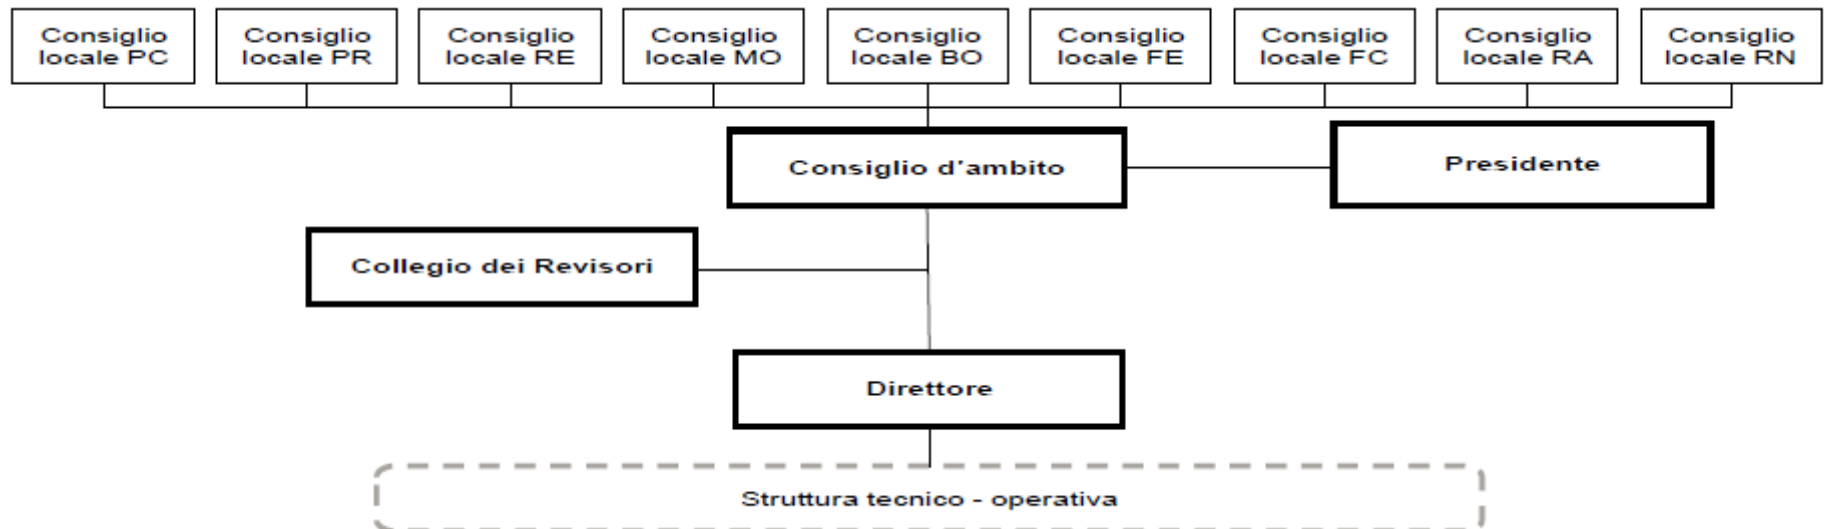 Consiglio
locale PC
Consiglio
locale PR
Consiglio
locale RE
Consiglio
locale MO
Consiglio
locale BO
Consiglio
locale FE
Consiglio
locale FC
Consiglio
locale RA
Consiglio
locale RN
Consiglio d'ambito
Presidente
Collegio dei Revisori
Direttore
Struttura tecnico - operativa